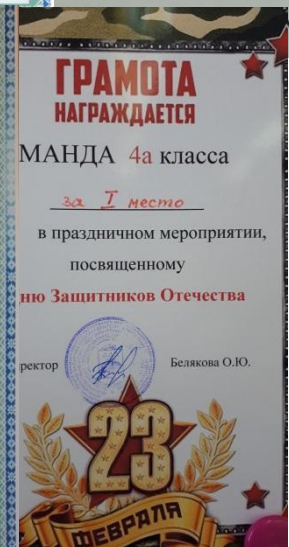 ГРАМОТА
НАГРАЖДАЕТСЯ
МАНДА 4а класса
за I место
в праздничном мероприятии,
посвященному
ню Защитников Отечества
ректор Белякова О.Ю.
23
ФЕВРАЛЯ